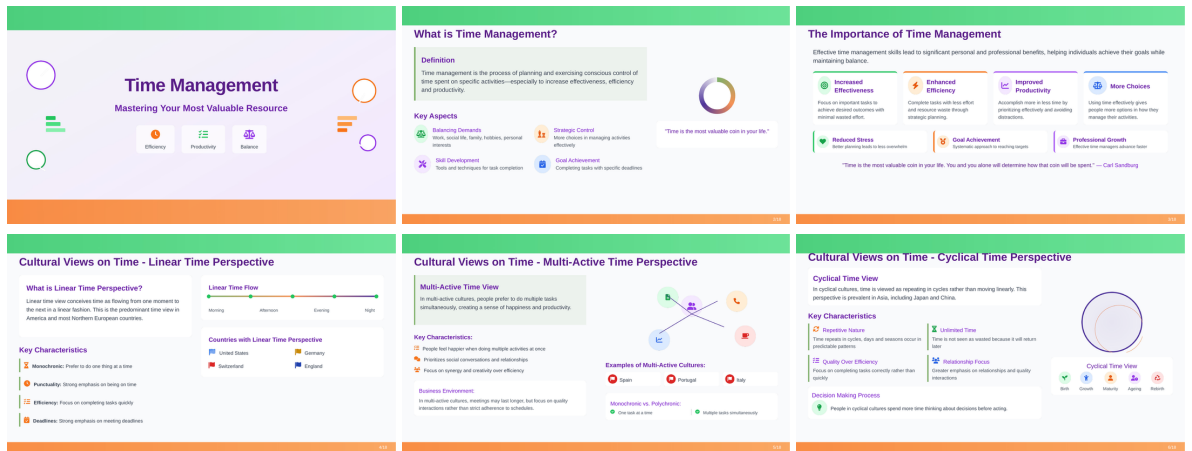 Time Management
Mastering Your Most Valuable Resource
Efficiency
Productivity
Balance
What is Time Management?
Definition
Time management is the process of planning and exercising conscious control of
time spent on specific activities—especially to increase effectiveness, efficiency
and productivity.
Key Aspects
Balancing Demands
Work, social life, family, hobbies, personal
interests
Strategic Control
More choices in managing activities
effectively
Skill Development
Tools and techniques for task completion
Goal Achievement
Completing tasks with specific deadlines
"Time is the most valuable coin in your life."
The Importance of Time Management
Effective time management skills lead to significant personal and professional benefits, helping individuals achieve their goals while
maintaining balance.
Increased
Effectiveness
Focus on important tasks to
achieve desired outcomes with
minimal wasted effort.
Enhanced
Efficiency
Complete tasks with less effort
and resource waste through
strategic planning.
Improved
Productivity
Accomplish more in less time by
prioritizing effectively and avoiding
distractions.
More Choices
Using time effectively gives
people more options in how they
manage their activities.
Reduced Stress
Better planning leads to less overwhelm
Goal Achievement
Systematic approach to reaching targets
Professional Growth
Effective time managers advance faster
"Time is the most valuable coin in your life. You and you alone will determine how that coin will be spent." — Carl Sandburg
Cultural Views on Time - Linear Time Perspective
What is Linear Time Perspective?
Linear time view conceives time as flowing from one moment to
the next in a linear fashion. This is the predominant time view in
America and most Northern European countries.
Key Characteristics
Monochronic: Prefer to do one thing at a time
Punctuality: Strong emphasis on being on time
Efficiency: Focus on completing tasks quickly
Deadlines: Strong emphasis on meeting deadlines
Linear Time Flow
Morning
Afternoon
Evening
Night
Countries with Linear Time Perspective
United States
Germany
Switzerland
England
Cultural Views on Time - Multi-Active Time Perspective
Multi-Active Time View
In multi-active cultures, people prefer to do multiple tasks
simultaneously, creating a sense of happiness and productivity.
Key Characteristics:
People feel happier when doing multiple activities at once
Prioritize social conversations and relationships
Focus on synergy and creativity over efficiency
Business Environment:
In multi-active cultures, meetings may last longer, but focus on quality
interactions rather than strict adherence to schedules.
Examples of Multi-Active Cultures:
Spain
Portugal
Italy
Monochronic vs. Polychronic:
One task at a time
Multiple tasks simultaneously
Cultural Views on Time - Cyclical Time Perspective
Cyclical Time View
In cyclical cultures, time is viewed as repeating in cycles rather than moving linearly. This
perspective is prevalent in Asia, including Japan and China.
Key Characteristics
Repetitive Nature
Time repeats in cycles, days and seasons occur in
predictable patterns
Unlimited Time
Time is not seen as wasted because it will return
later
Quality Over Efficiency
Focus on completing tasks correctly rather than
quickly
Relationship Focus
Greater emphasis on relationships and quality
interactions
Decision Making Process
People in cyclical cultures spend more time thinking about decisions before acting.
Cyclical Time View
Birth
Growth
Maturity
Ageing
Rebirth